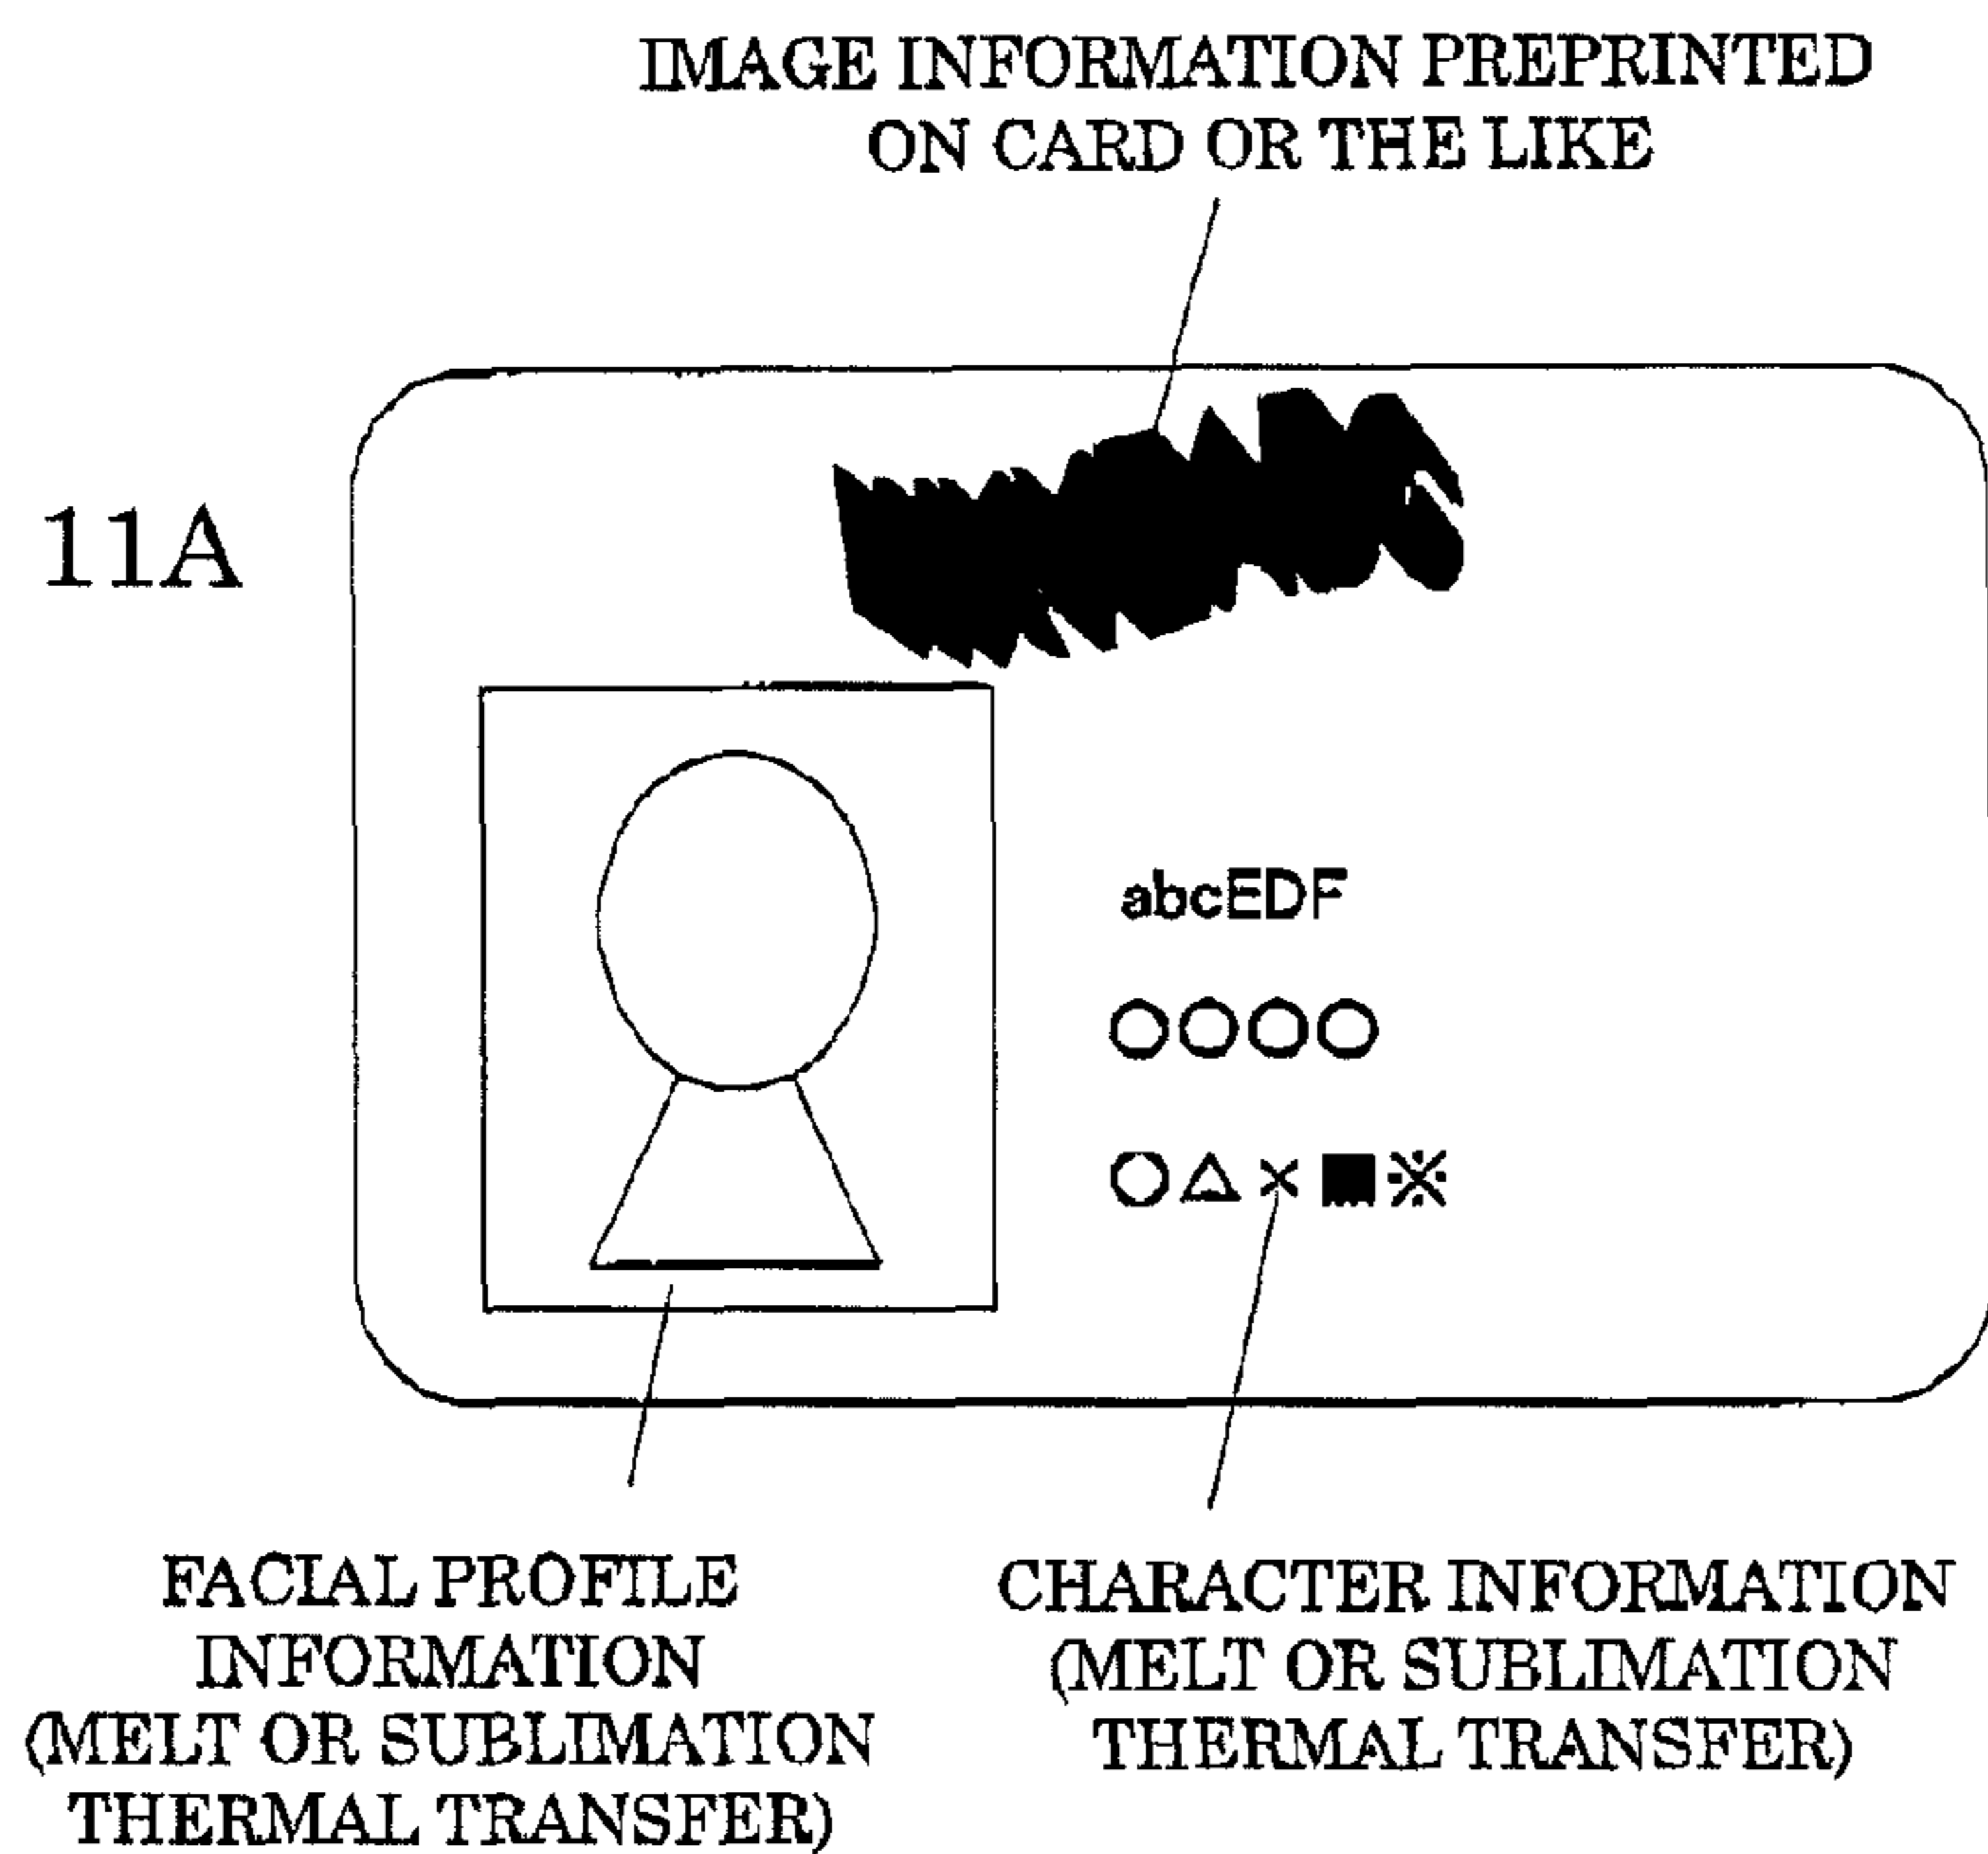 IMAGE INFORMATION PREPRINTED
ON CARD OR THE LIKE
11A
abcEDF
○○○○
○△×■※
FACIAL PROFILE
INFORMATION
(MELT OR SUBLIMATION
THERMAL TRANSFER)
CHARACTER INFORMATION
(MELT OR SUBLIMATION
THERMAL TRANSFER)